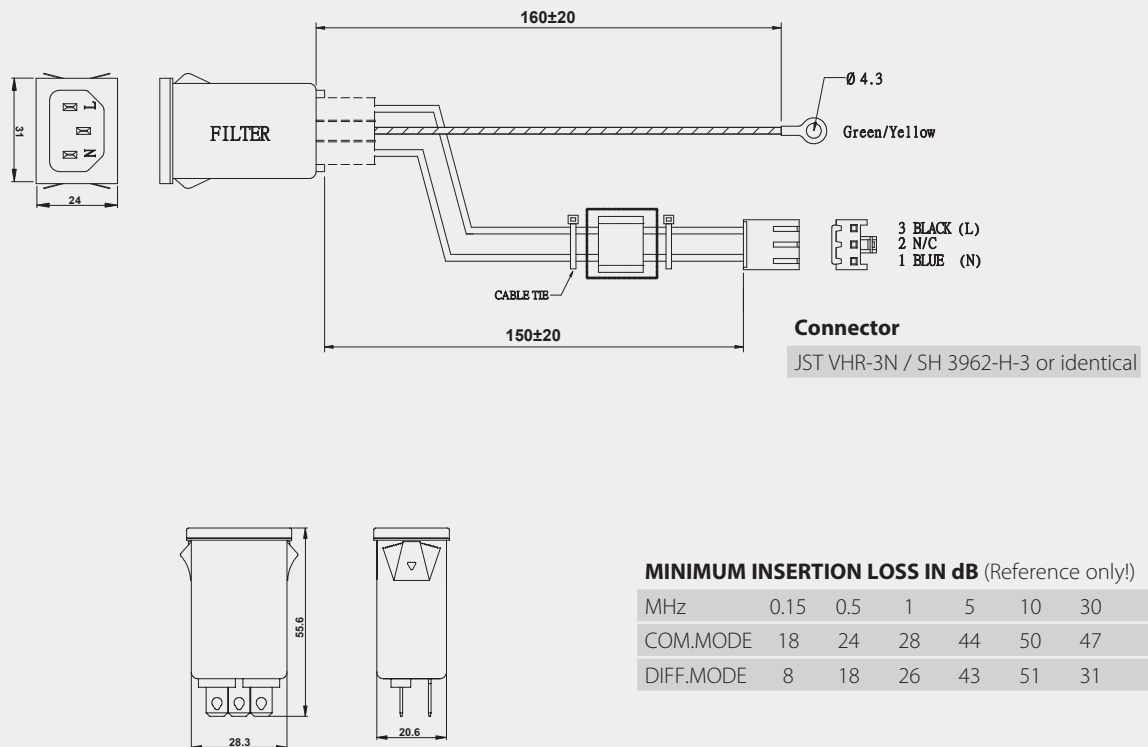 160±20
Ø 4.3
31
L
N
24
FILTER
Green/Yellow
3 BLACK (L)
2 N/C
1 BLUE (N)
CABLE TIE
150±20
Connector
JST VHR-3N / SH 3962-H-3 or identical
55.6
28.3
20.6
MINIMUM INSERTION LOSS IN dB (Reference only!)
MHz 0.15 0.5 1 5 10 30
COM.MODE 18 24 28 44 50 47
DIFF.MODE 8 18 26 43 51 31